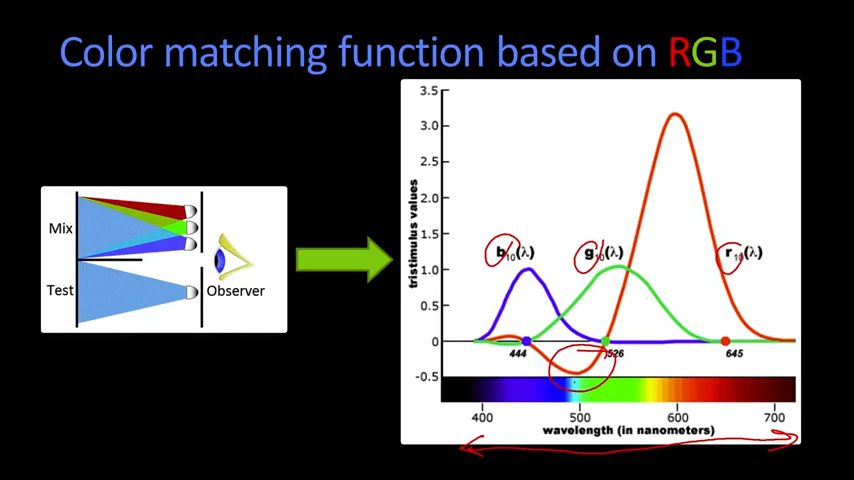 Color matching function based on RGB
Mix
Test
Observer
tristimulus values
3.5
3.0
2.5
2.0
1.5
1.0
0.5
0
-0.5
b10(λ)
g10(λ)
r10(λ)
444
526
645
400
500
600
700
wavelength (in nanometers)